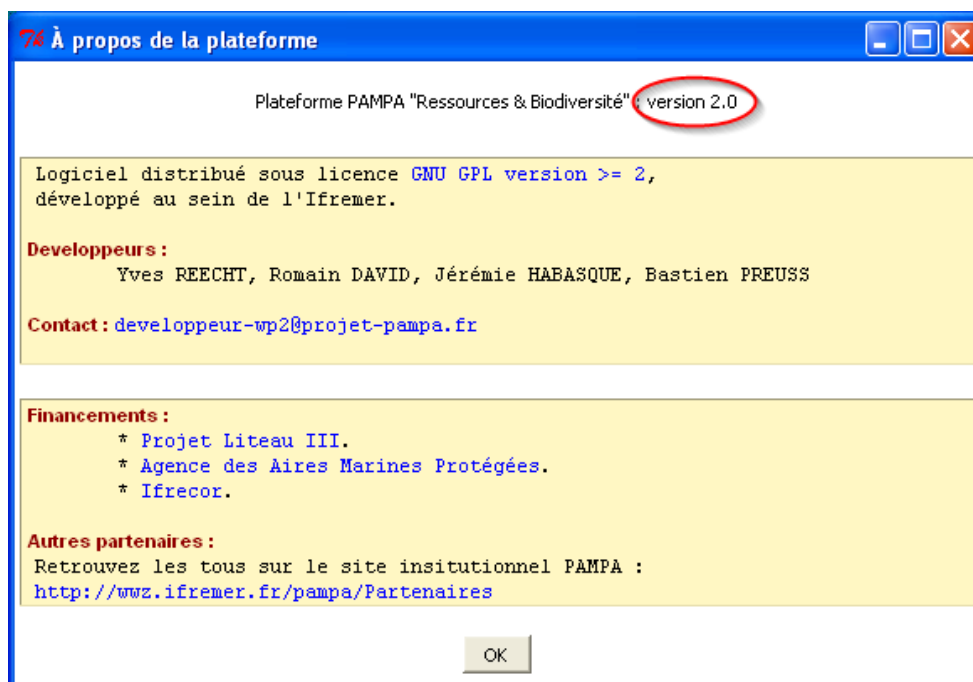 À propos de la plateforme
Plateforme PAMPA "Ressources & Biodiversité" : version 2.0
Logiciel distribué sous licence GNU GPL version >= 2,
développé au sein de l'Ifremer.
Developpeurs :
Yves REECHT, Romain DAVID, Jérémie HABASQUE, Bastien PREUSS
Contact : developpeur-wp2@projet-pampa.fr
Financements :
* Projet Liteau III.
* Agence des Aires Marines Protégées.
* Ifrecor.
Autres partenaires :
Retrouvez les tous sur le site insitutionnel PAMPA :
http://wwz.ifremer.fr/pampa/Partenaires
OK